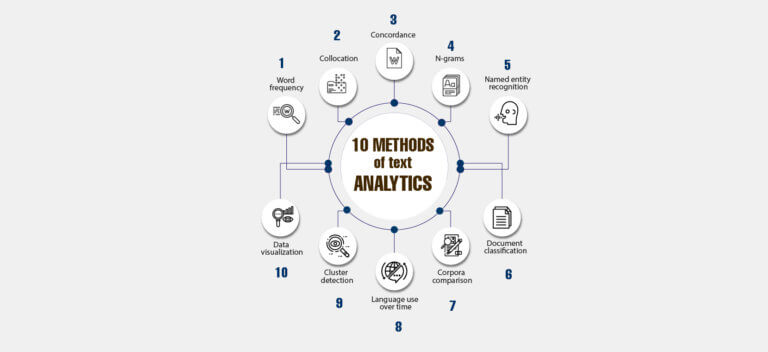 3
Concordance
2
Collocation
4
N-grams
1
Word
frequency
5
Named entity
recognition
W
W
Aa
10 METHODS
of text
ANALYTICS
Data
visualization
10
Document
classification
6
Cluster
detection
9
Corpora
comparison
7
Language use
over time
8